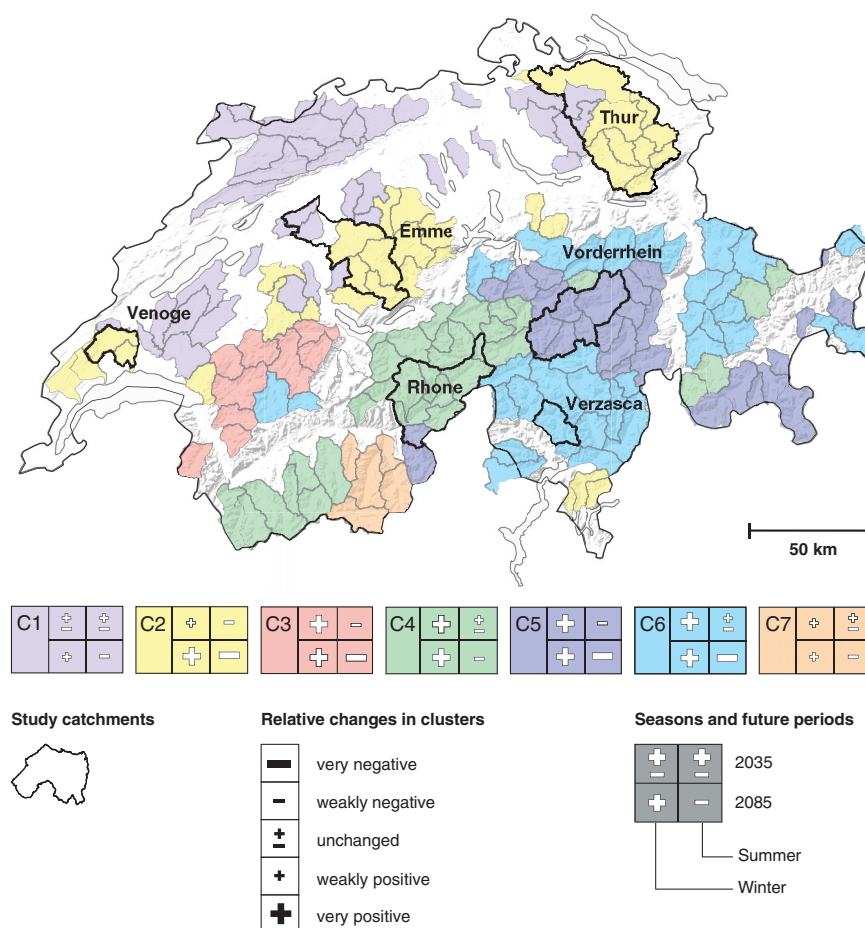 Thur
Emme
Vorderrhein
Venoge
Rhone
Verzasca
50 km
C1 ± ± + -
C2 + - + -
C3 + - + -
C4 + ± + -
C5 + - + -
C6 + ± + -
C7 + ± + -
Study catchments
Relative changes in clusters
Seasons and future periods
- very negative
- weakly negative
± unchanged
+ weakly positive
+ very positive
± ± 2035
+ - 2085
Summer
Winter